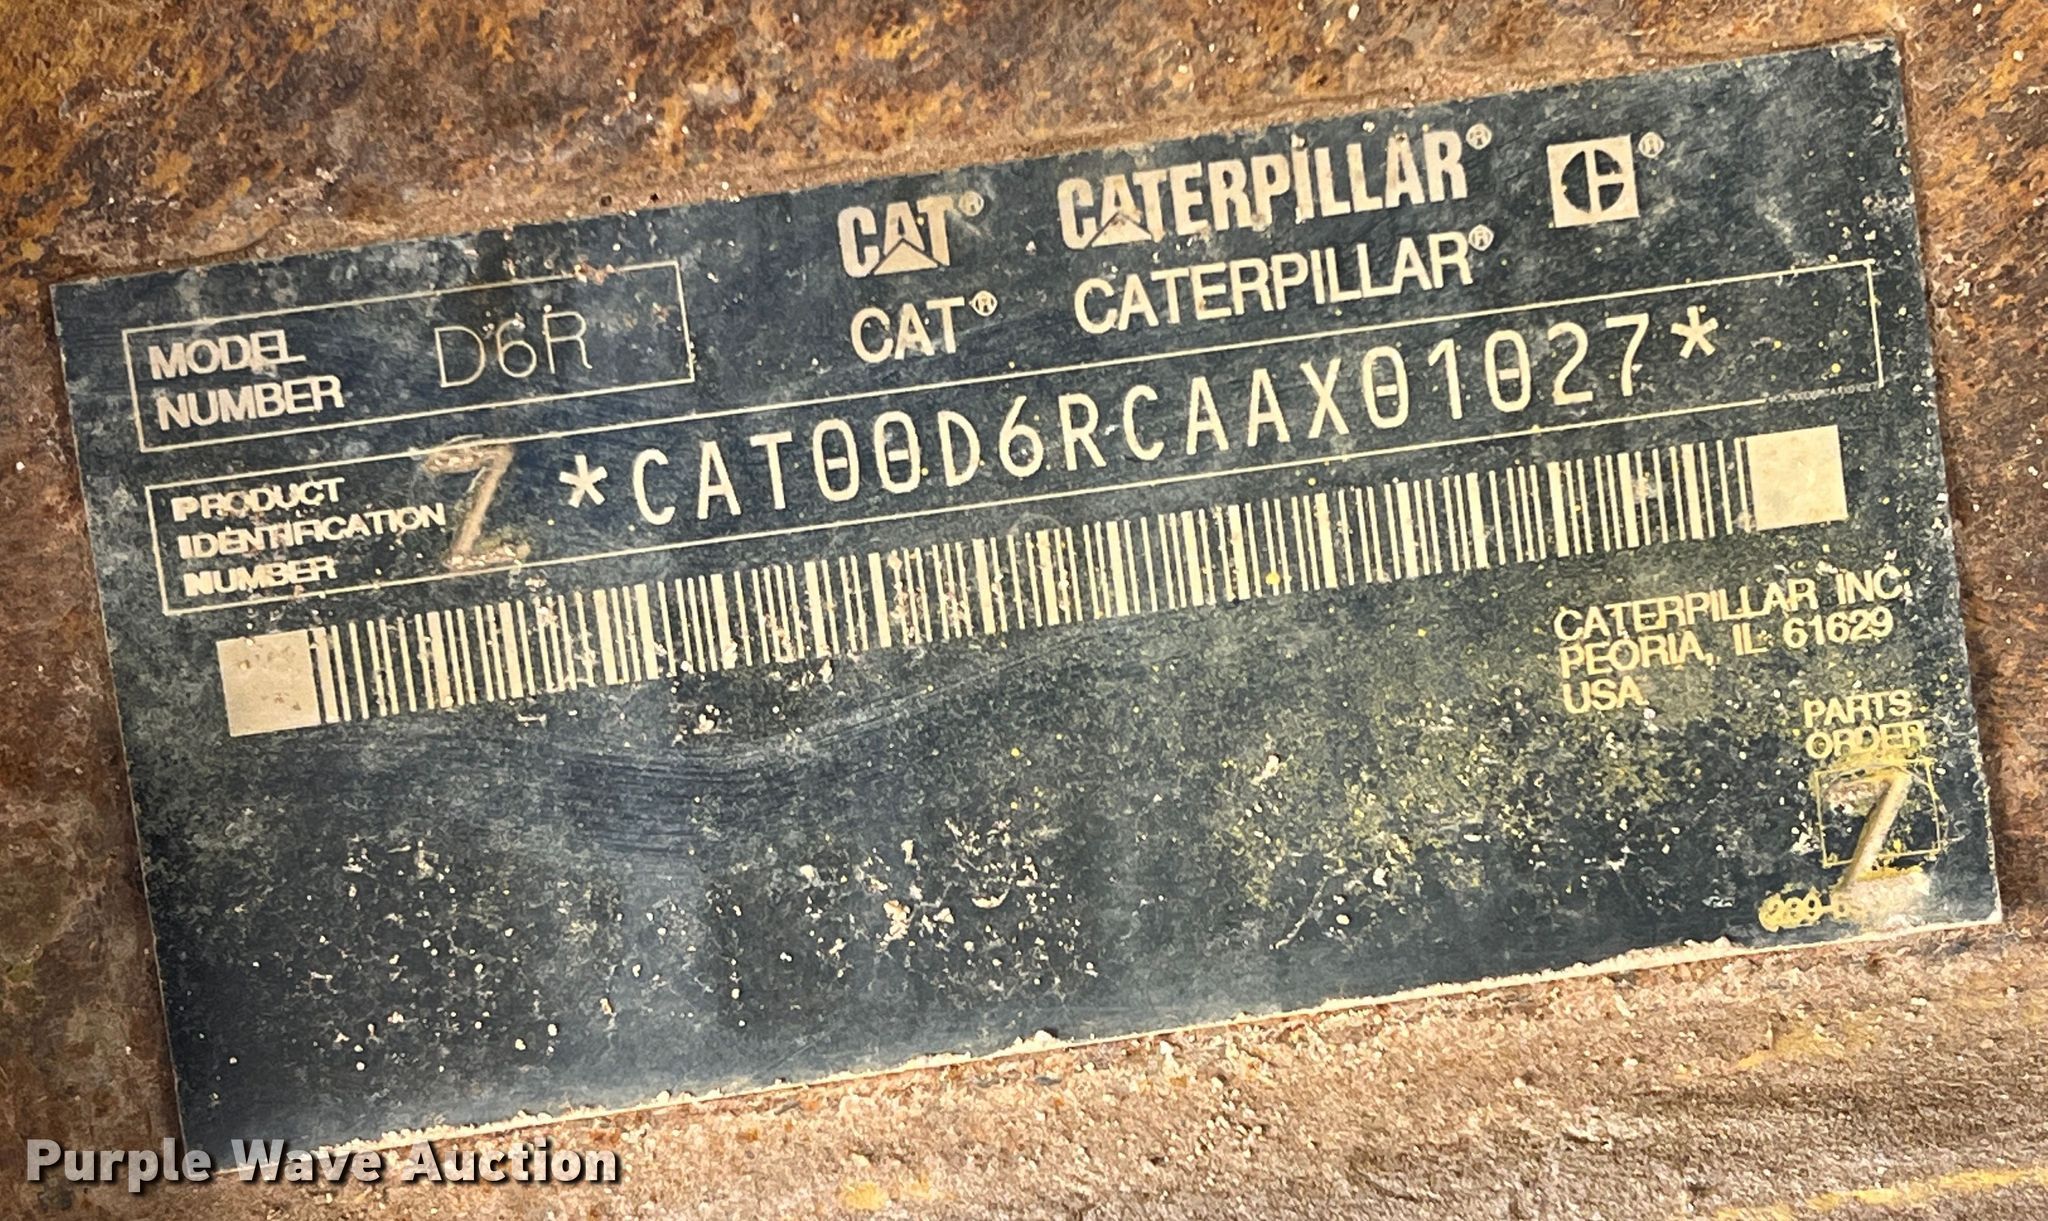 CAT® CATERPILLAR®
CAT® CATERPILLAR®
MODEL
NUMBER
D6R
PRODUCT
IDENTIFICATION
NUMBER
*CAT00D6RCAAX01027*
CATERPILLAR INC.
PEORIA, IL 61629
USA
PARTS
ORDER
7
Purple Wave Auction